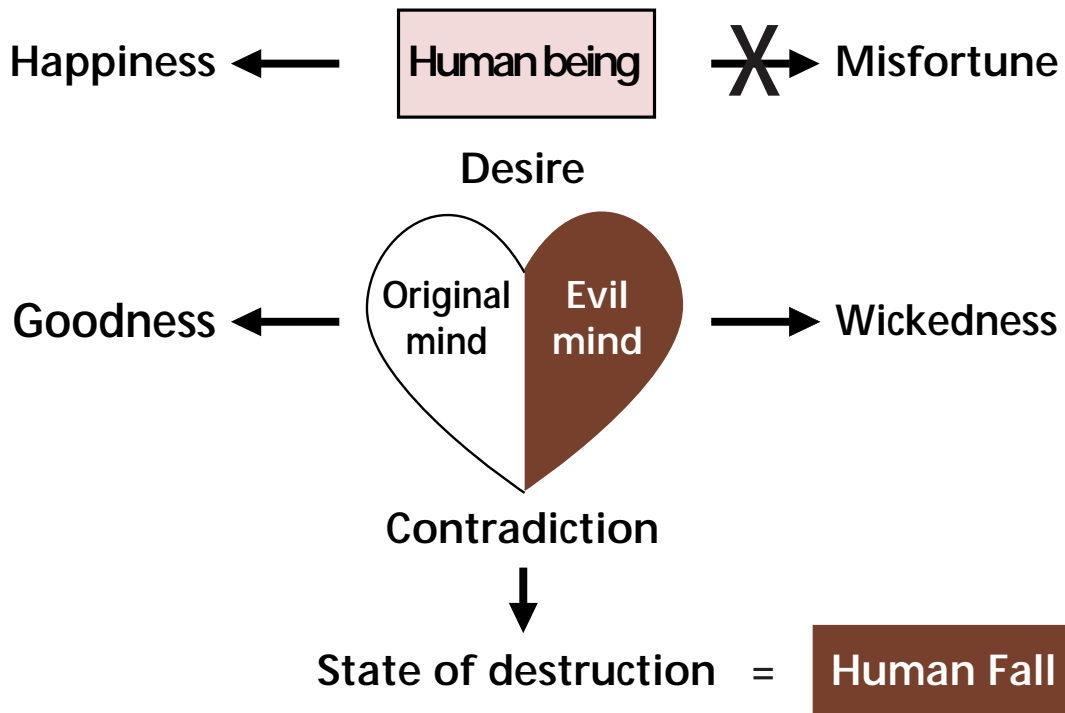 Happiness Human being X Misfortune
Desire
Original Evil
mind mind
Goodness Wickedness
Contradiction
State of destruction = Human Fall